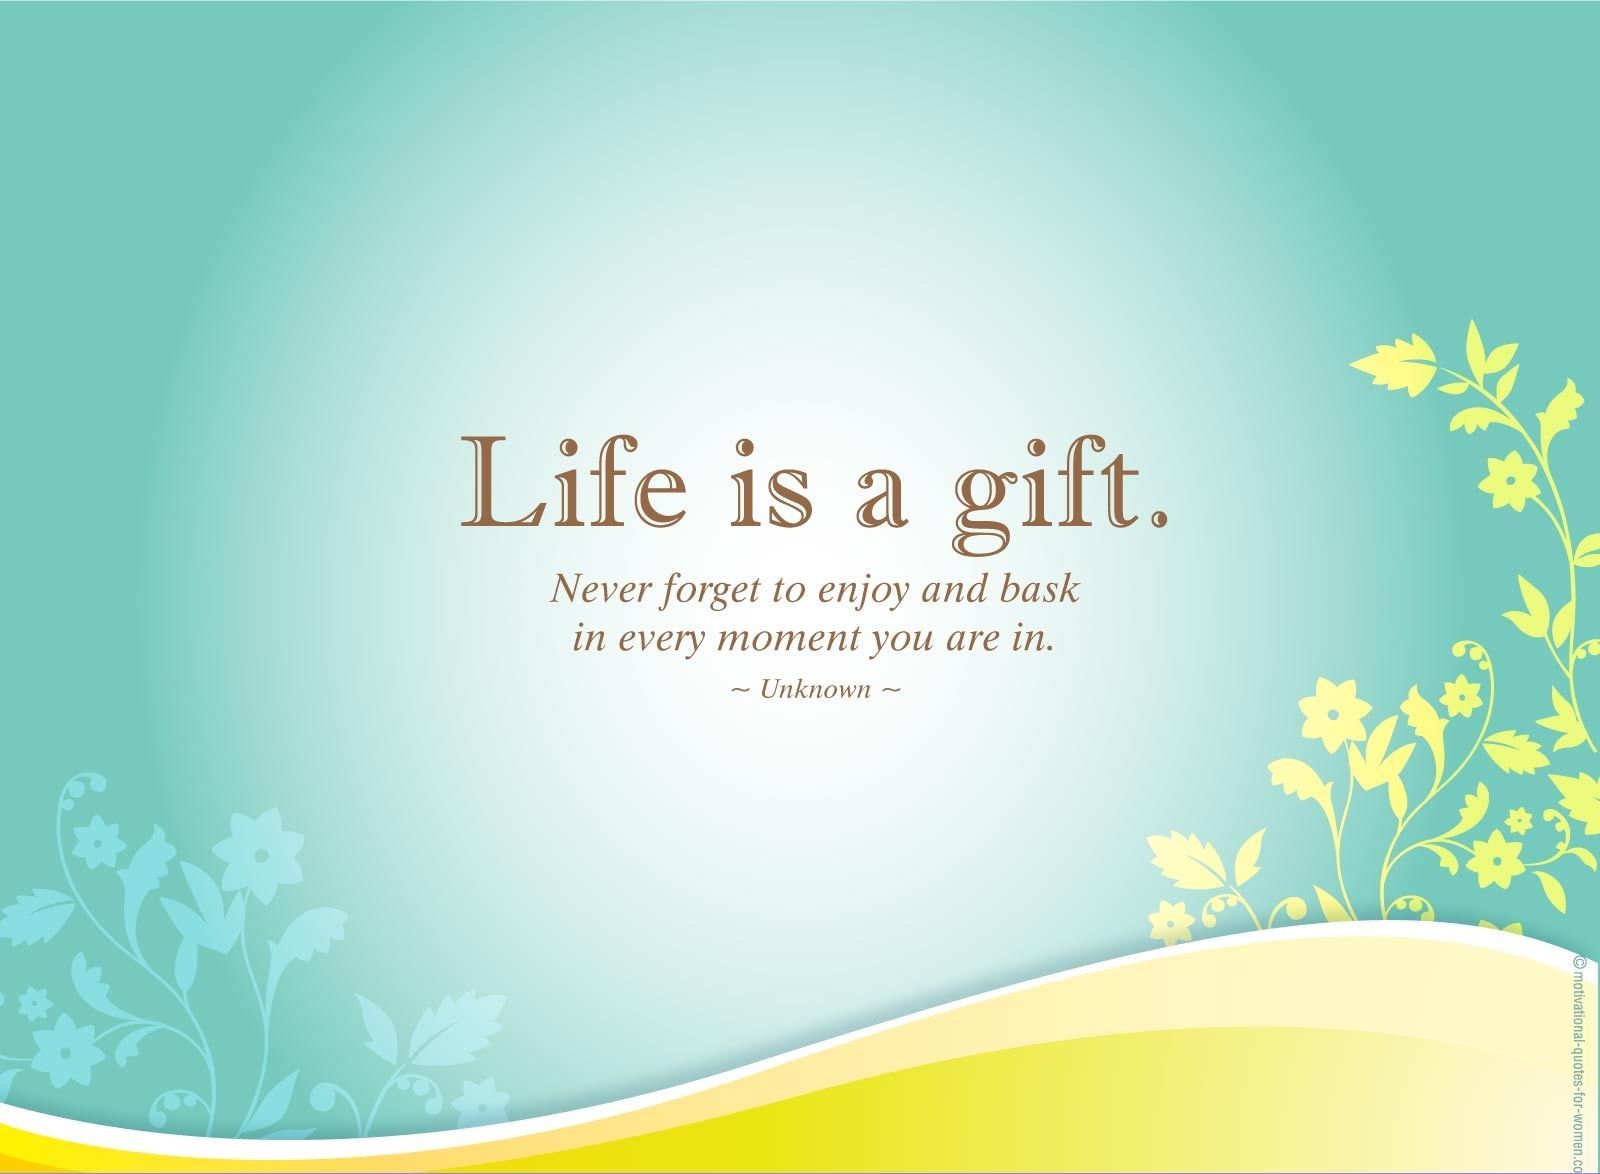 Life is a gift.
Never forget to enjoy and bask
in every moment you are in.
~ Unknown ~
© motivational-quotes-for-women.co